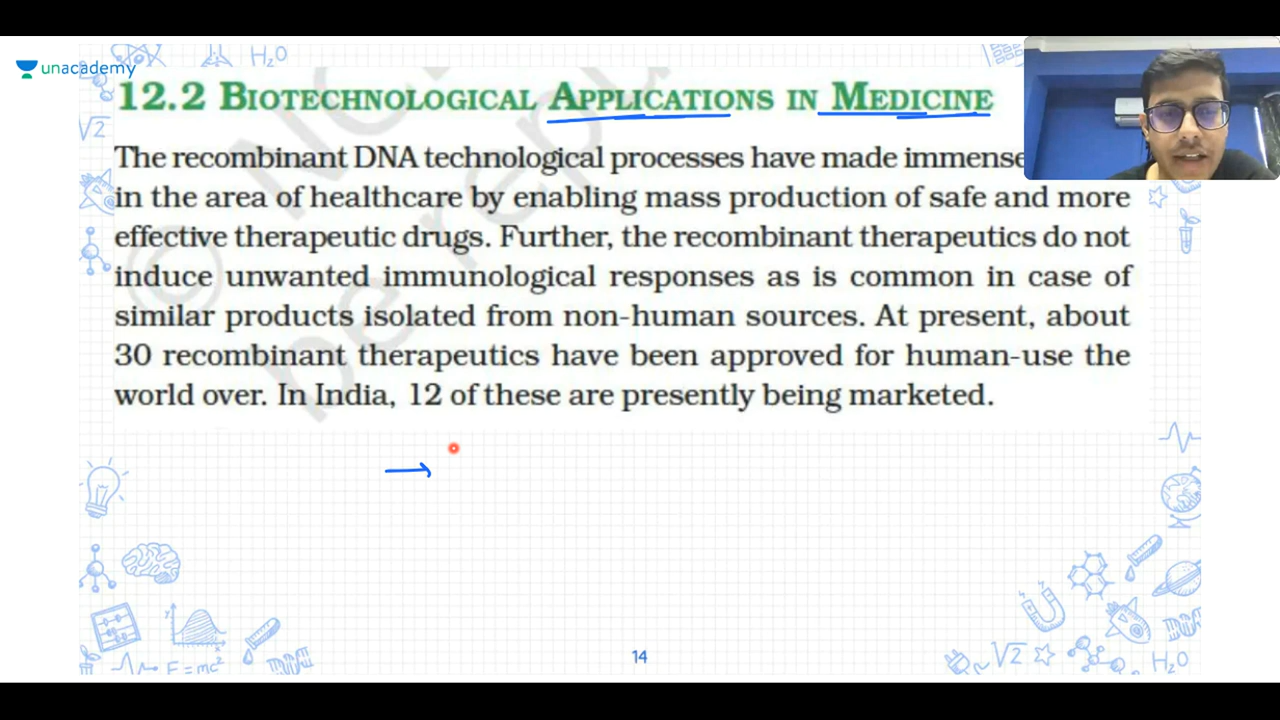 H₂O
unacademy
12.2 BIOTECHNOLOGICAL APPLICATIONS IN MEDICINE
√2
The recombinant DNA technological processes have made immense
in the area of healthcare by enabling mass production of safe and more
effective therapeutic drugs. Further, the recombinant therapeutics do not
induce unwanted immunological responses as is common in case of
similar products isolated from non-human sources. At present, about
30 recombinant therapeutics have been approved for human-use the
world over. In India, 12 of these are presently being marketed.
y
x
F = mc²
14
√2
H₂O